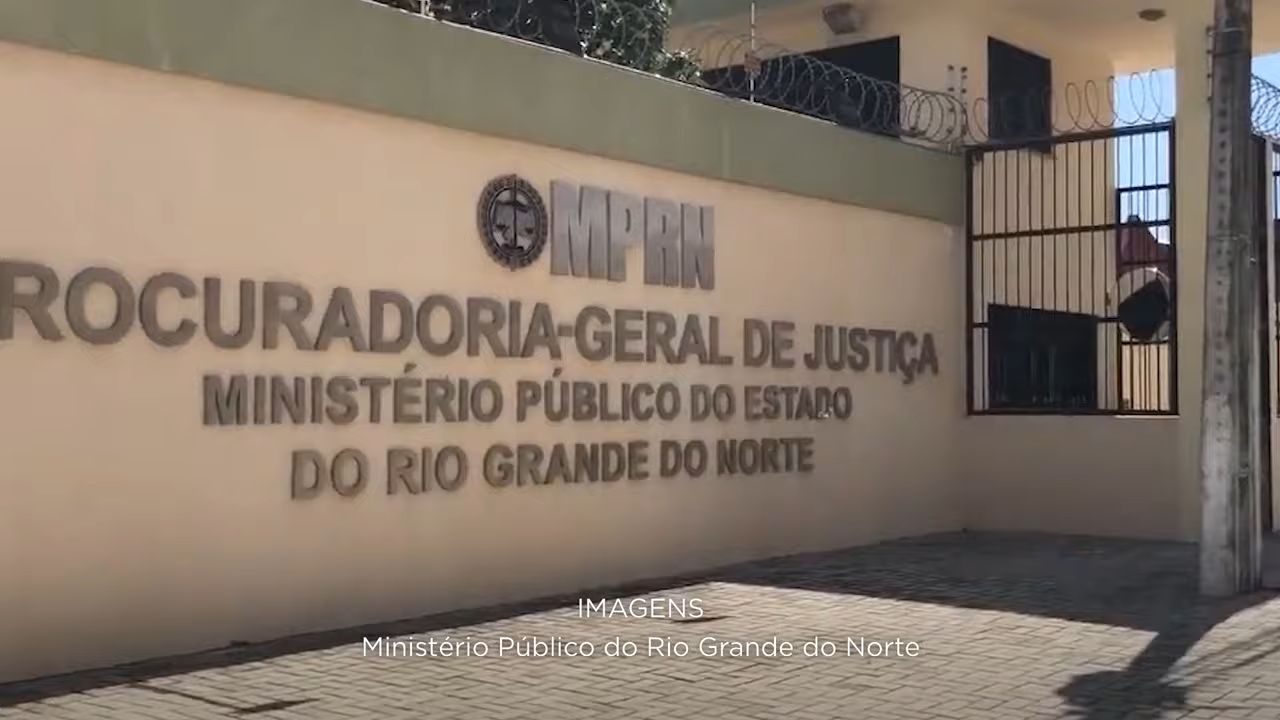 MPRN
ROCURADORIA-GERAL DE JUSTIÇA
MINISTÉRIO PÚBLICO DO ESTADO
DO RIO GRANDE DO NORTE
IMAGENS
Ministério Público do Rio Grande do Norte